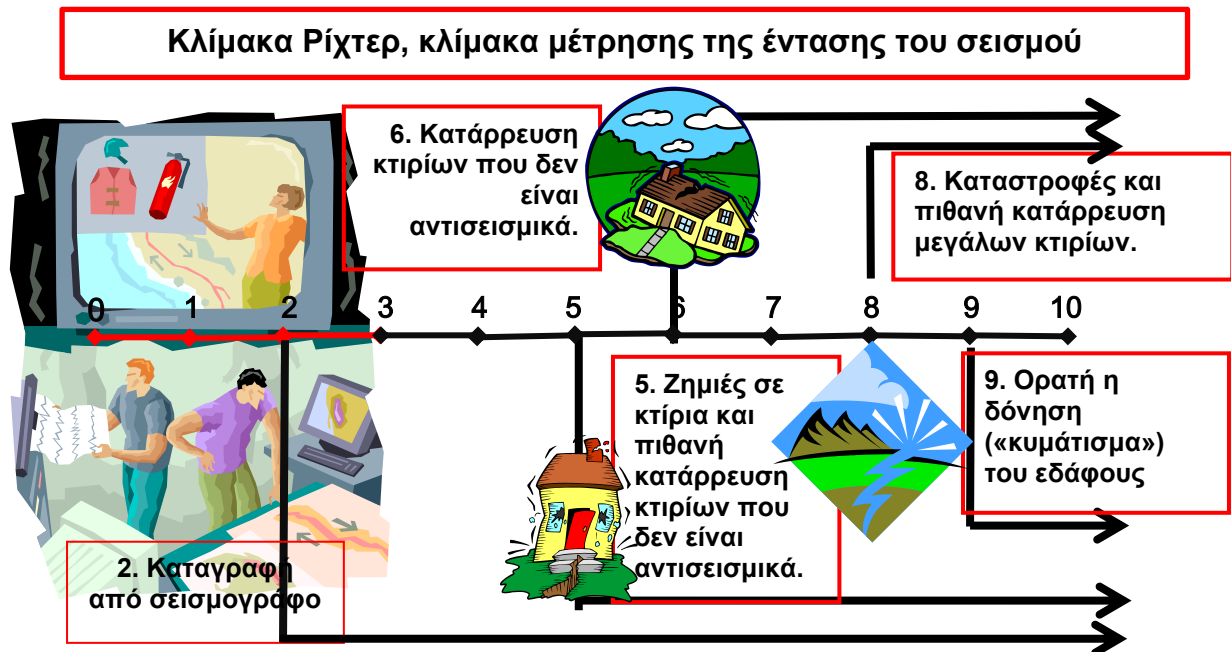 Κλίμακα Ρίχτερ, κλίμακα μέτρησης της έντασης του σεισμού
6. Κατάρρευση
κτιρίων που δεν
είναι
αντισεισμικά.
8. Καταστροφές και
πιθανή κατάρρευση
μεγάλων κτιρίων.
0 1 2 3 4 5 6 7 8 9 10
5. Ζημιές σε
κτίρια και
πιθανή
κατάρρευση
κτιρίων που
δεν είναι
αντισεισμικά.
9. Ορατή η
δόνηση
(«κυμάτισμα»)
του εδάφους
2. Καταγραφή
από σεισμογράφο